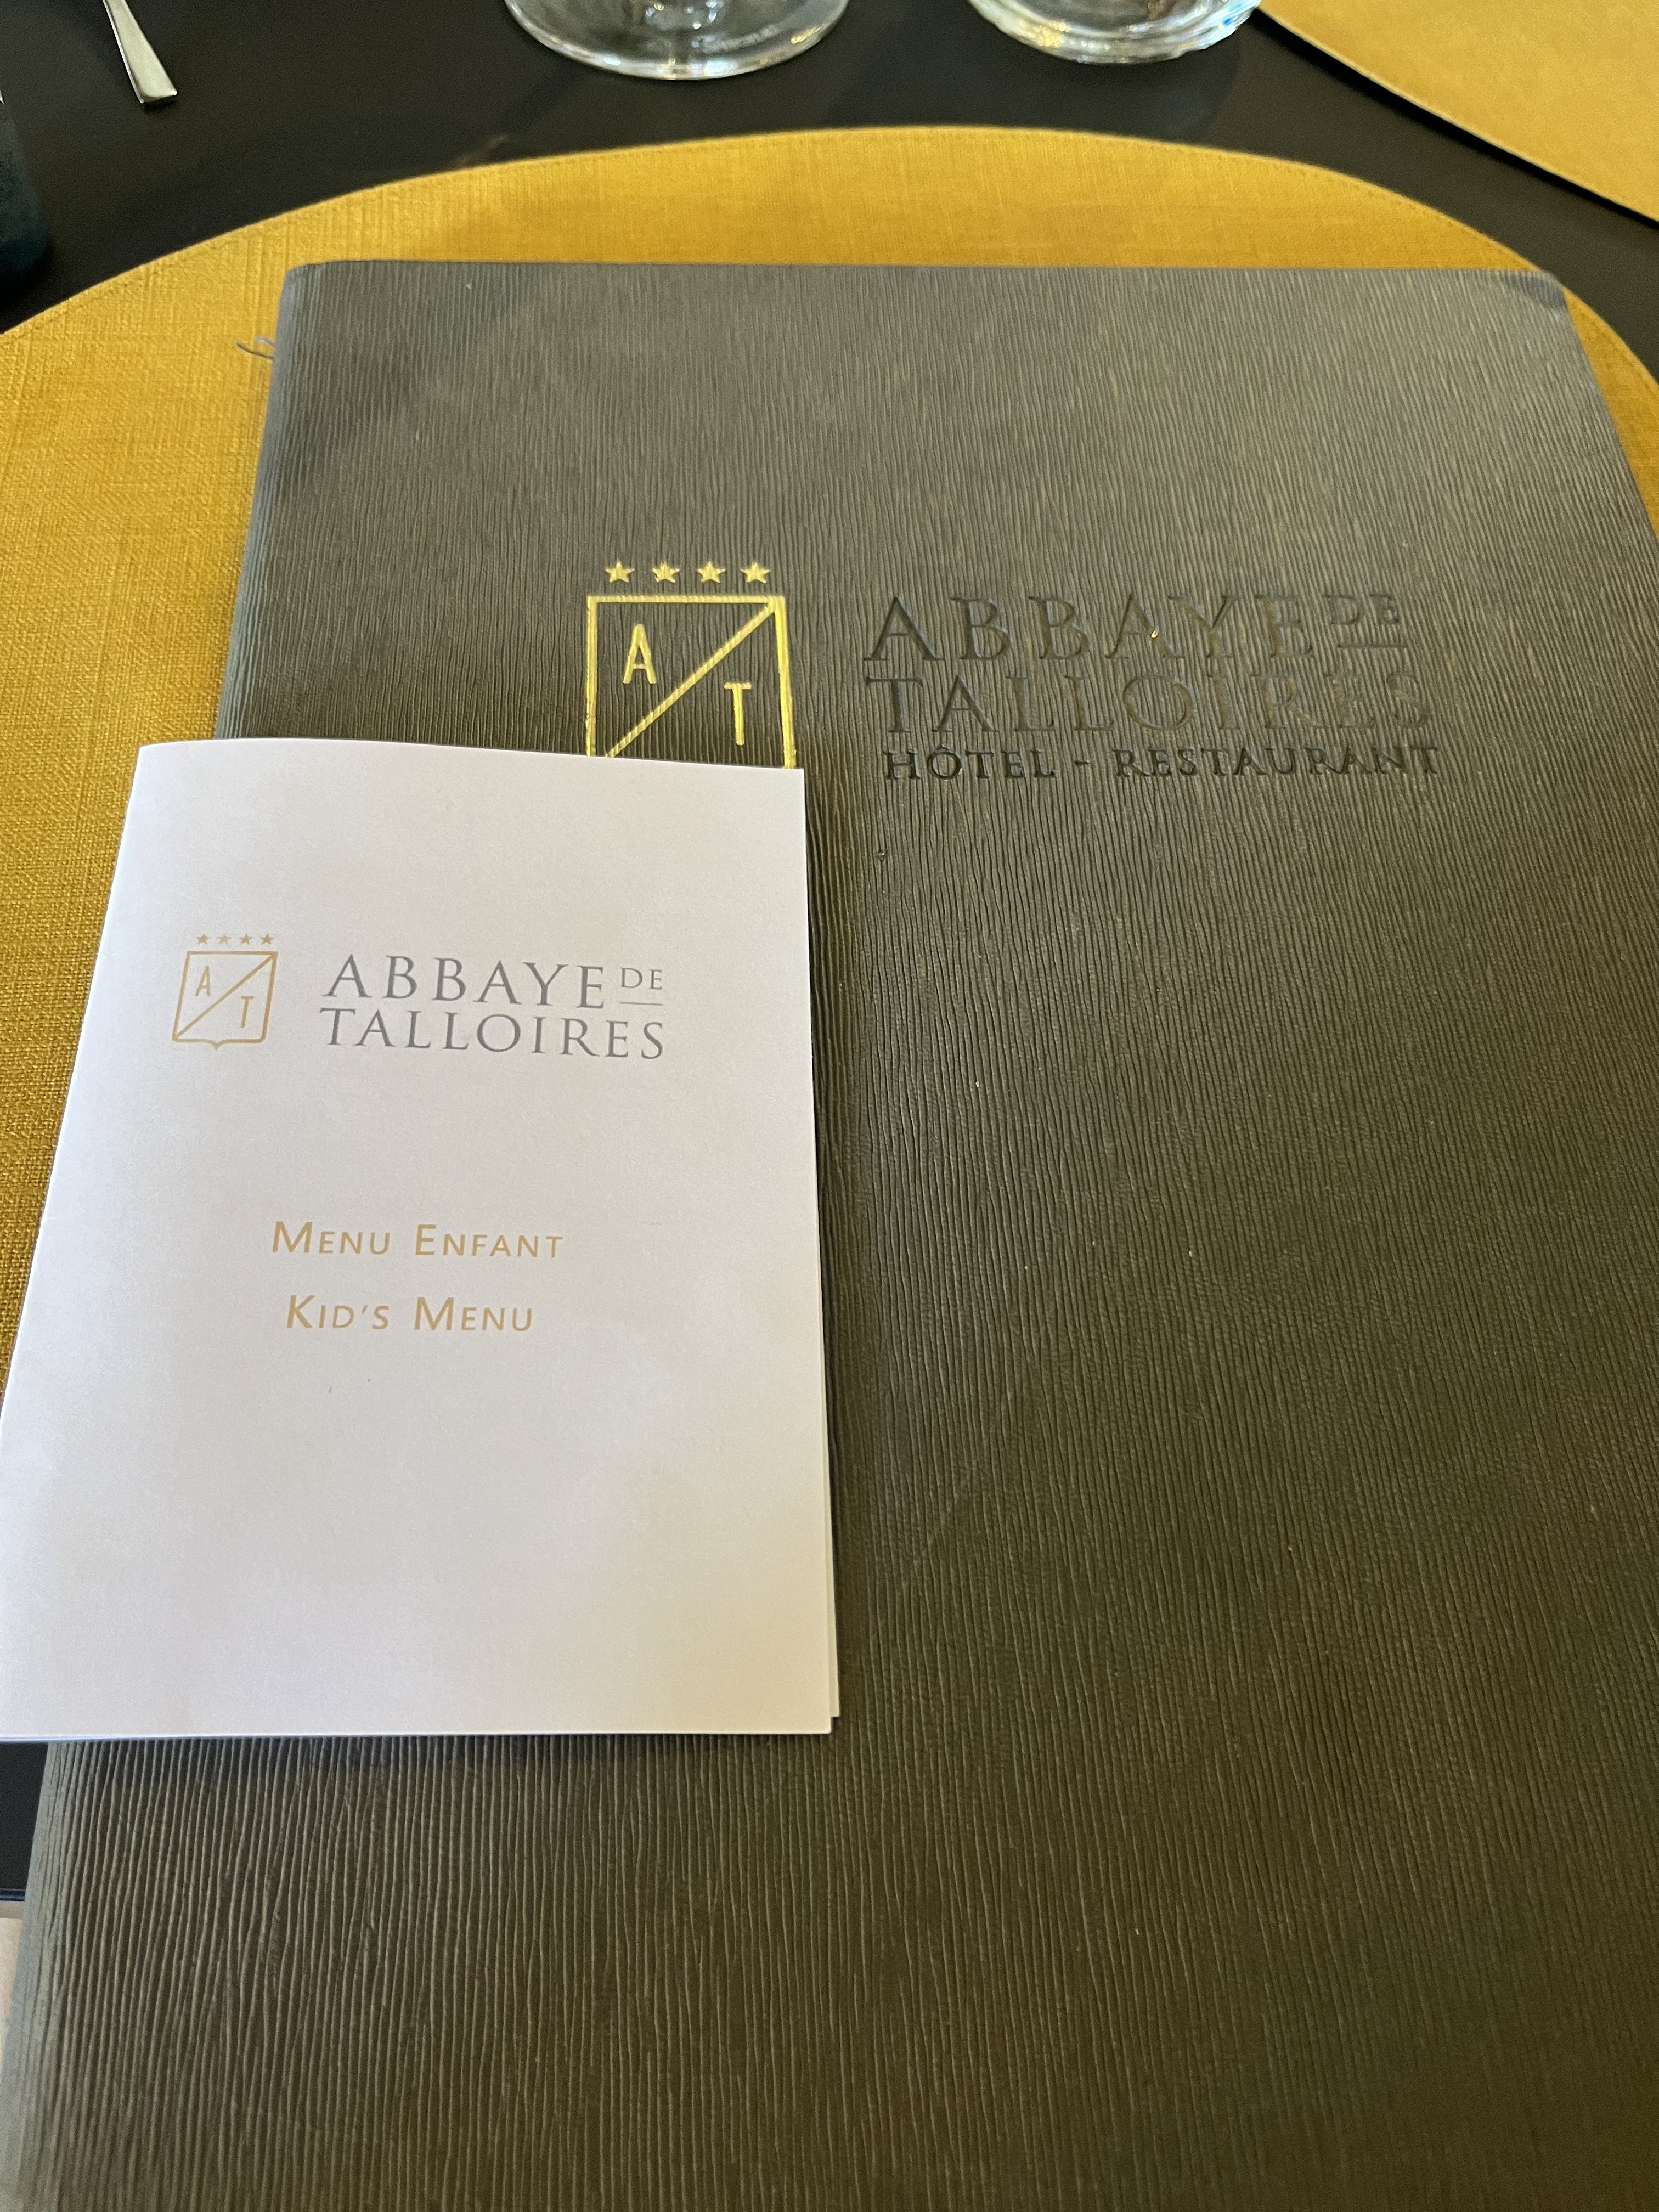 A
T
ABBAYE DE
TALLOIRES
HÔTEL - RESTAURANT
A
T
ABBAYE DE
TALLOIRES
MENU ENFANT
KID'S MENU